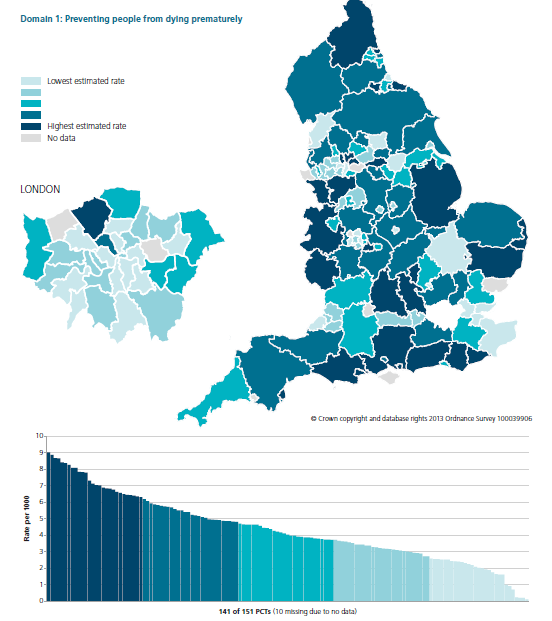 Domain 1: Preventing people from dying prematurely
Lowest estimated rate
Highest estimated rate
No data
LONDON
© Crown copyright and database rights 2013 Ordnance Survey 100039906
10
9
8
7
6
5
4
3
2
1
0
Rate per 1000
141 of 151 PCTs (10 missing due to no data)